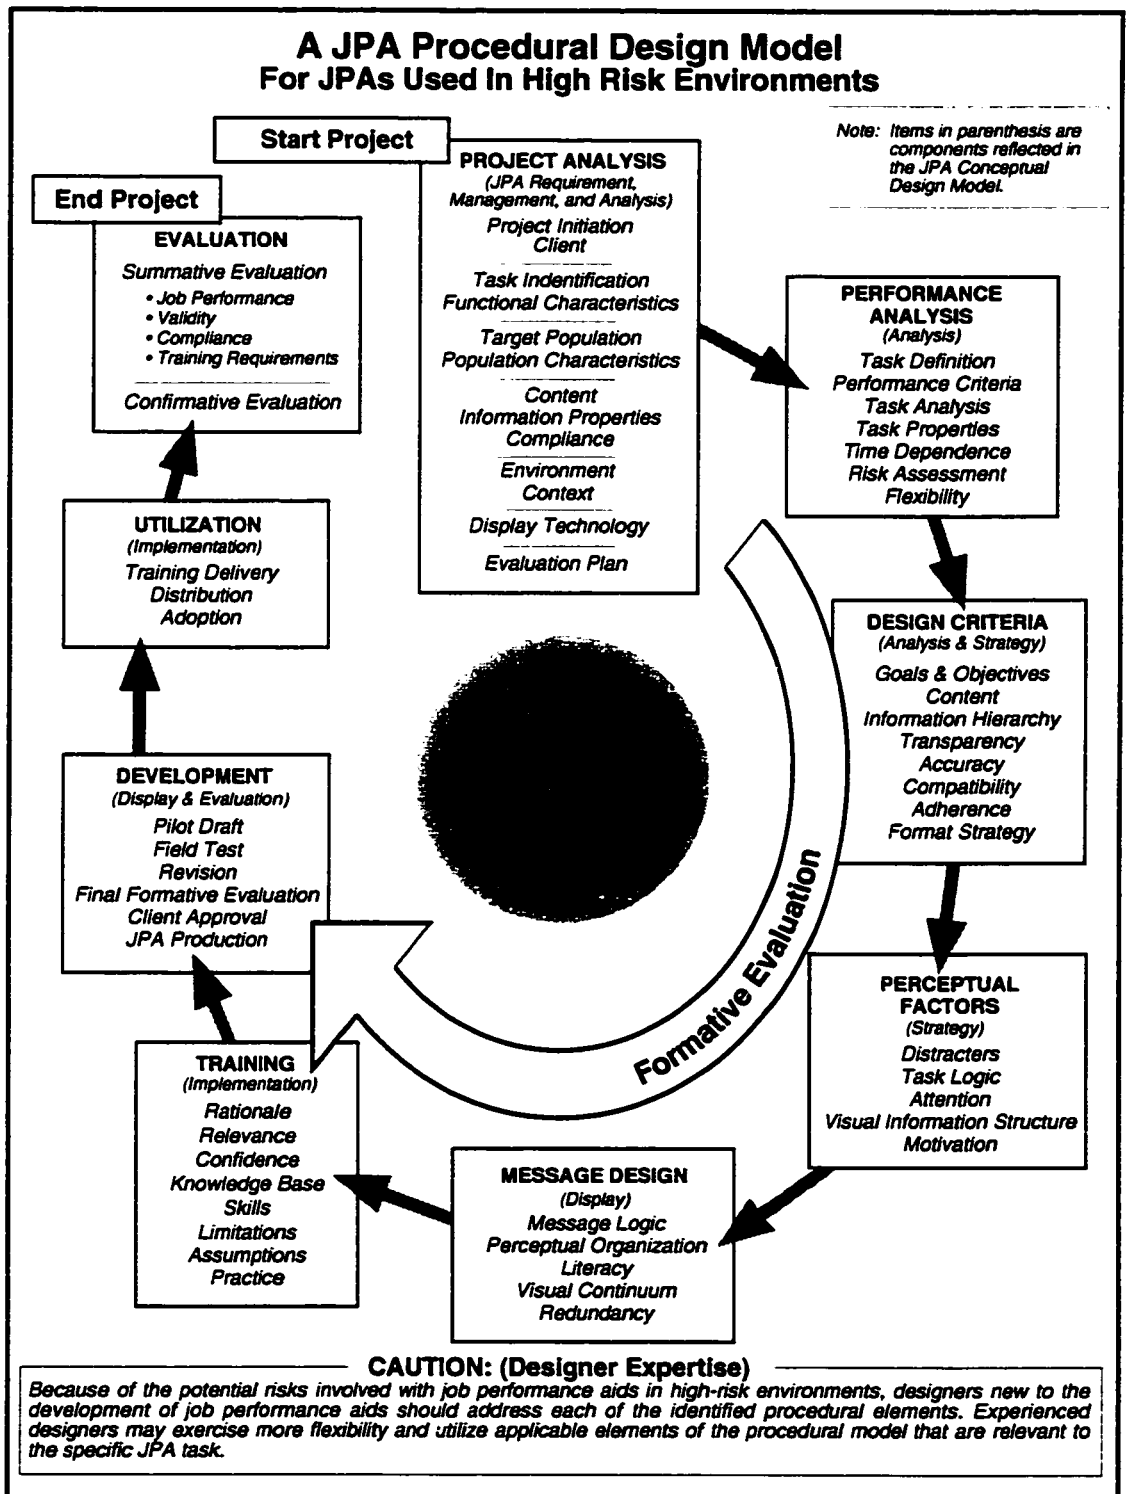 A JPA Procedural Design Model
For JPAs Used In High Risk Environments
Note: Items in parenthesis are
components reflected in
the JPA Conceptual
Design Model.
Start Project
PROJECT ANALYSIS
(JPA Requirement,
Management, and Analysis)
Project Initiation
Client
Task Indentification
Functional Characteristics
Target Population
Population Characteristics
Content
Information Properties
Compliance
Environment
Context
Display Technology
Evaluation Plan
PERFORMANCE
ANALYSIS
(Analysis)
Task Definition
Performance Criteria
Task Analysis
Task Properties
Time Dependence
Risk Assessment
Flexibility
DESIGN CRITERIA
(Analysis & Strategy)
Goals & Objectives
Content
Information Hierarchy
Transparency
Accuracy
Compatibility
Adherence
Format Strategy
PERCEPTUAL
FACTORS
(Strategy)
Distracters
Task Logic
Attention
Visual Information Structure
Motivation
MESSAGE DESIGN
(Display)
Message Logic
Perceptual Organization
Literacy
Visual Continuum
Redundancy
TRAINING
(Implementation)
Rationale
Relevance
Confidence
Knowledge Base
Skills
Limitations
Assumptions
Practice
DEVELOPMENT
(Display & Evaluation)
Pilot Draft
Field Test
Revision
Final Formative Evaluation
Client Approval
JPA Production
UTILIZATION
(Implementation)
Training Delivery
Distribution
Adoption
End Project
EVALUATION
Summative Evaluation
• Job Performance
• Validity
• Compliance
• Training Requirements
Confirmative Evaluation
Formative Evaluation
CAUTION: (Designer Expertise)
Because of the potential risks involved with job performance aids in high-risk environments, designers new to the
development of job performance aids should address each of the identified procedural elements. Experienced
designers may exercise more flexibility and utilize applicable elements of the procedural model that are relevant to
the specific JPA task.